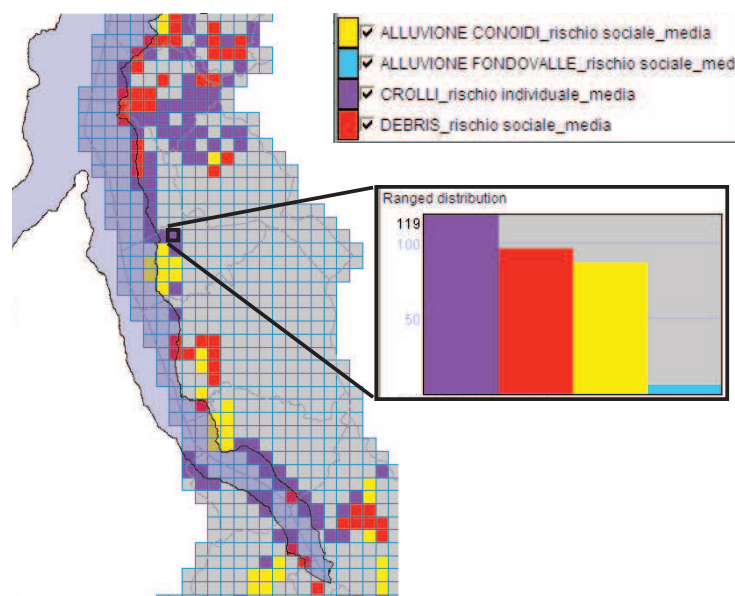 ALLUVIONE CONOIDI_rischio sociale_media
ALLUVIONE FONDOVALLE_rischio sociale_med
CROLLI_rischio individuale_media
DEBRIS_rischio sociale_media
Ranged distribution
119
100
50